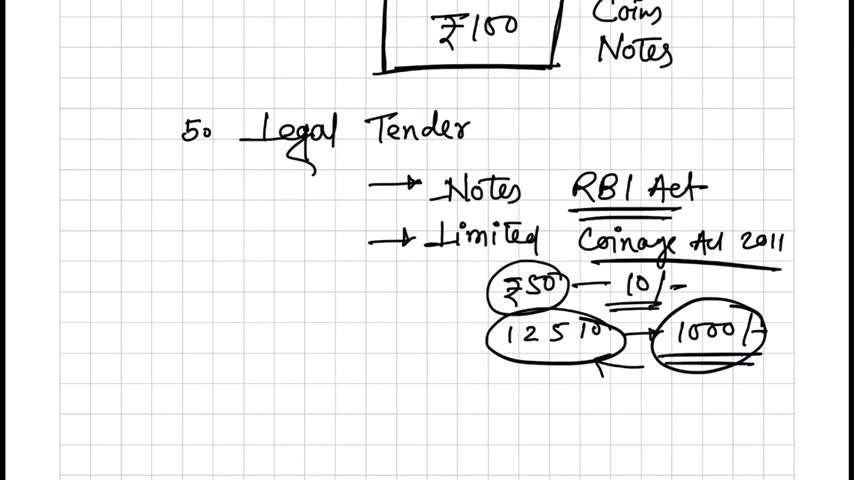 ₹100 Coins
Notes
5. Legal Tender
→ Notes RBI Act
→ Limited Coinage Act 2011
₹50 — 10/-
1 2 5 10 → 1000/-